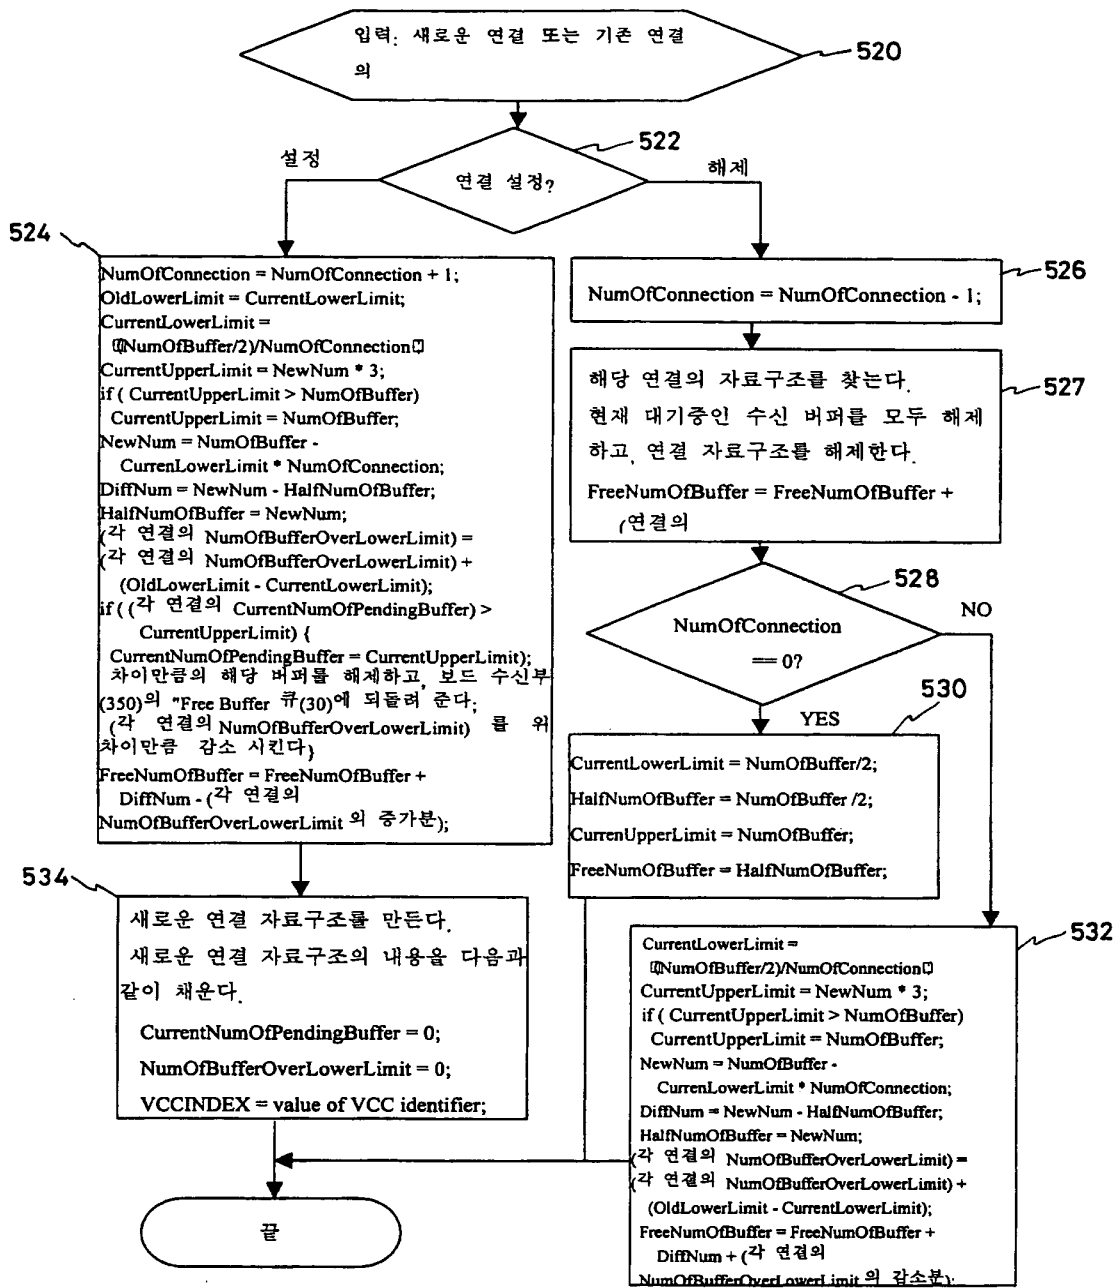 입력: 새로운 연결 또는 기존 연결
의
520
522
설정
연결 설정?
해제
524
NumOfConnection = NumOfConnection + 1;
OldLowerLimit = CurrentLowerLimit;
CurrentLowerLimit =
(NumOfBuffer/2)/NumOfConnection
CurrentUpperLimit = NewNum * 3;
if ( CurrentUpperLimit > NumOfBuffer)
CurrentUpperLimit = NumOfBuffer;
NewNum = NumOfBuffer -
CurrenLowerLimit * NumOfConnection;
DiffNum = NewNum - HalfNumOfBuffer;
HalfNumOfBuffer = NewNum;
(각 연결의 NumOfBufferOverLowerLimit) =
(각 연결의 NumOfBufferOverLowerLimit) +
(OldLowerLimit - CurrentLowerLimit);
if ( (각 연결의 CurrentNumOfPendingBuffer) >
CurrentUpperLimit) {
CurrentNumOfPendingBuffer = CurrentUpperLimit);
차이만큼의 해당 버퍼를 해제하고, 보드 수신부
(350)의 "Free Buffer 큐(30)에 되돌려 준다;
(각 연결의 NumOfBufferOverLowerLimit) 를 위
차이만큼 감소 시킨다}
FreeNumOfBuffer = FreeNumOfBuffer +
DiffNum - (각 연결의
NumOfBufferOverLowerLimit 의 증가분);
526
NumOfConnection = NumOfConnection - 1;
527
해당 연결의 자료구조를 찾는다.
현재 대기중인 수신 버퍼를 모두 해제
하고, 연결 자료구조를 해제한다.
FreeNumOfBuffer = FreeNumOfBuffer +
(연결의
528
NumOfConnection
== 0?
NO
YES
530
CurrentLowerLimit = NumOfBuffer/2;
HalfNumOfBuffer = NumOfBuffer /2;
CurrenUpperLimit = NumOfBuffer;
FreeNumOfBuffer = HalfNumOfBuffer;
534
새로운 연결 자료구조를 만든다.
새로운 연결 자료구조의 내용을 다음과
같이 채운다.
CurrentNumOfPendingBuffer = 0;
NumOfBufferOverLowerLimit = 0;
VCCINDEX = value of VCC identifier;
532
CurrentLowerLimit =
(NumOfBuffer/2)/NumOfConnection
CurrentUpperLimit = NewNum * 3;
if ( CurrentUpperLimit > NumOfBuffer)
CurrentUpperLimit = NumOfBuffer;
NewNum = NumOfBuffer -
CurrenLowerLimit * NumOfConnection;
DiffNum = NewNum - HalfNumOfBuffer;
HalfNumOfBuffer = NewNum;
(각 연결의 NumOfBufferOverLowerLimit) =
(각 연결의 NumOfBufferOverLowerLimit) +
(OldLowerLimit - CurrentLowerLimit);
FreeNumOfBuffer = FreeNumOfBuffer +
DiffNum + (각 연결의
NumOfBufferOverLowerLimit 의 감소분);
끝